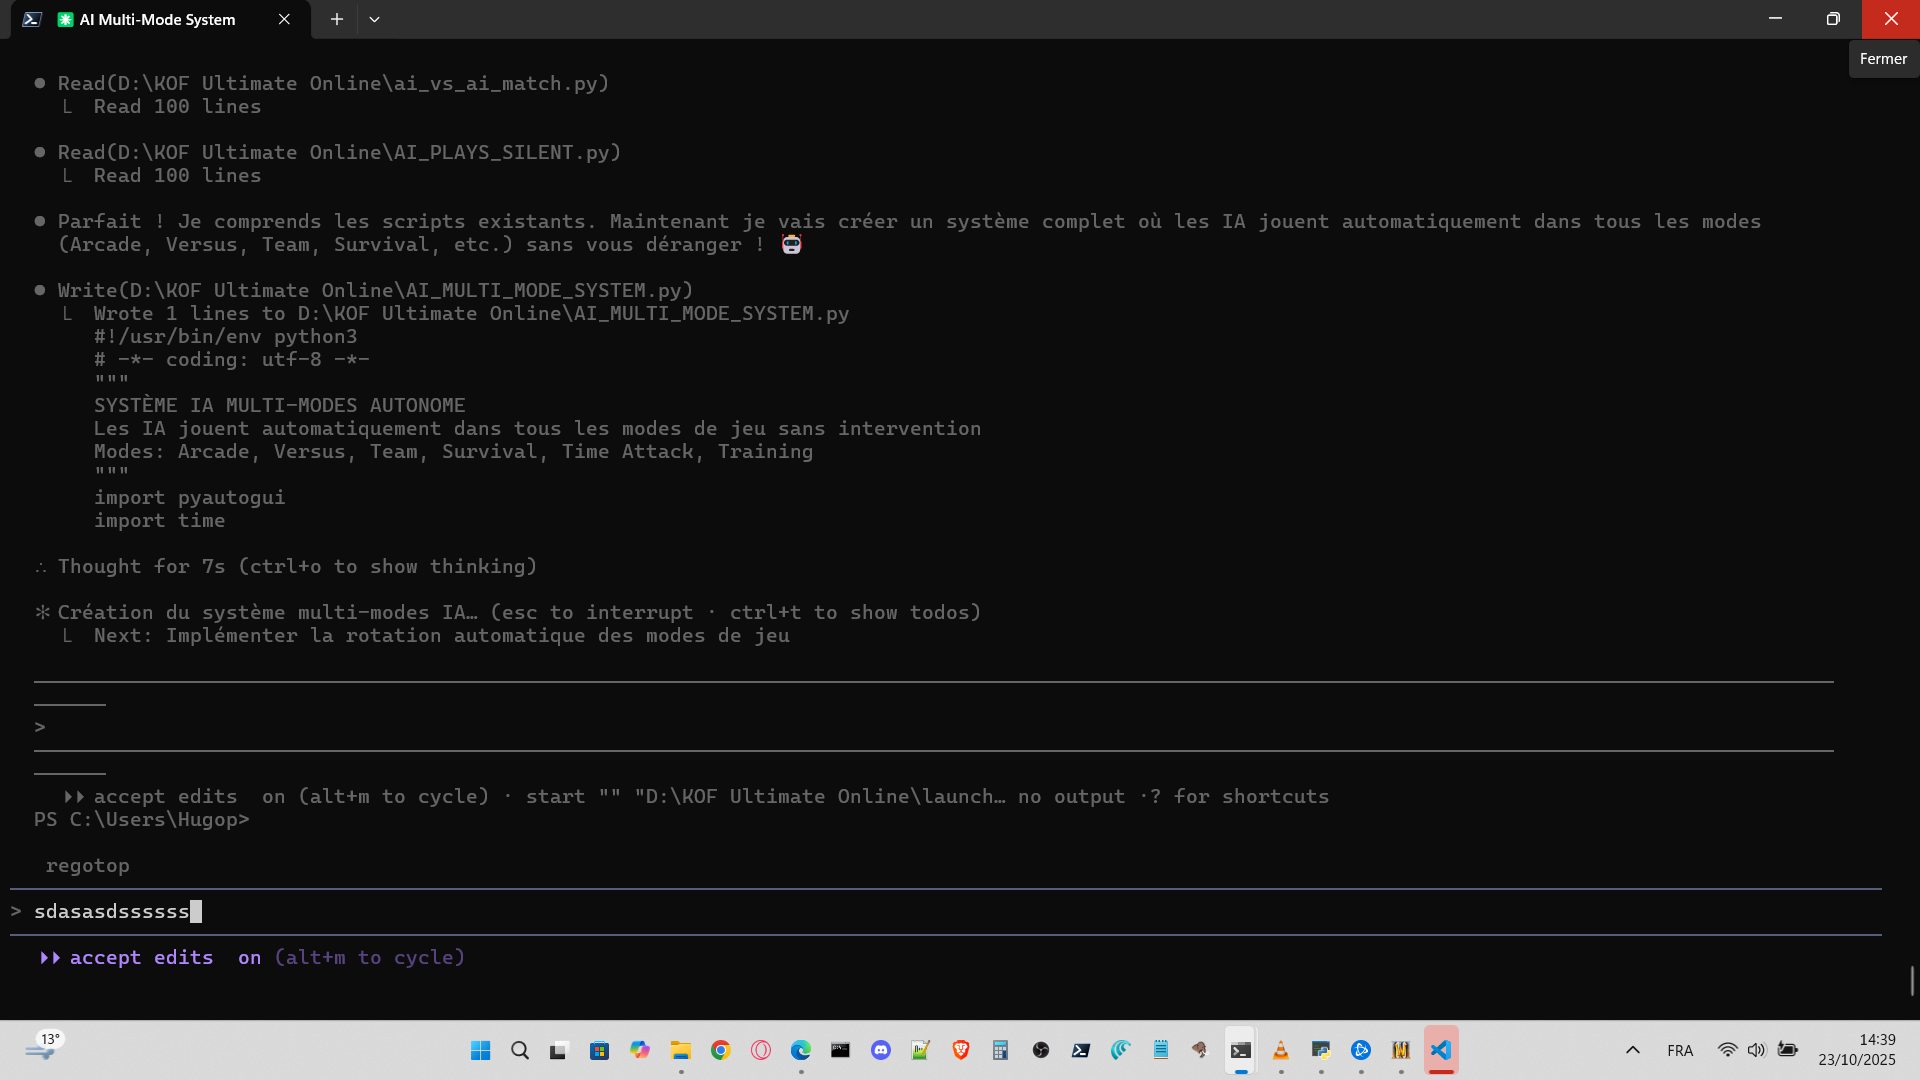 AI Multi-Mode System
Fermer
● Read(D:\KOF Ultimate Online\ai_vs_ai_match.py)
└ Read 100 lines
● Read(D:\KOF Ultimate Online\AI_PLAYS_SILENT.py)
└ Read 100 lines
● Parfait ! Je comprends les scripts existants. Maintenant je vais créer un système complet où les IA jouent automatiquement dans tous les modes
(Arcade, Versus, Team, Survival, etc.) sans vous déranger ! 🤖
● Write(D:\KOF Ultimate Online\AI_MULTI_MODE_SYSTEM.py)
└ Wrote 1 lines to D:\KOF Ultimate Online\AI_MULTI_MODE_SYSTEM.py
#!/usr/bin/env python3
# -*- coding: utf-8 -*-
"""
SYSTÈME IA MULTI-MODES AUTONOME
Les IA jouent automatiquement dans tous les modes de jeu sans intervention
Modes: Arcade, Versus, Team, Survival, Time Attack, Training
"""
import pyautogui
import time
∴ Thought for 7s (ctrl+o to show thinking)
✻ Création du système multi-modes IA… (esc to interrupt · ctrl+t to show todos)
└ Next: Implémenter la rotation automatique des modes de jeu
>
⏵⏵ accept edits on (alt+m to cycle) · start "" "D:\KOF Ultimate Online\launch… no output ·? for shortcuts
PS C:\Users\Hugop>
regotop
> sdasasdssssss
⏵⏵ accept edits on (alt+m to cycle)
13°
FRA
14:39
23/10/2025